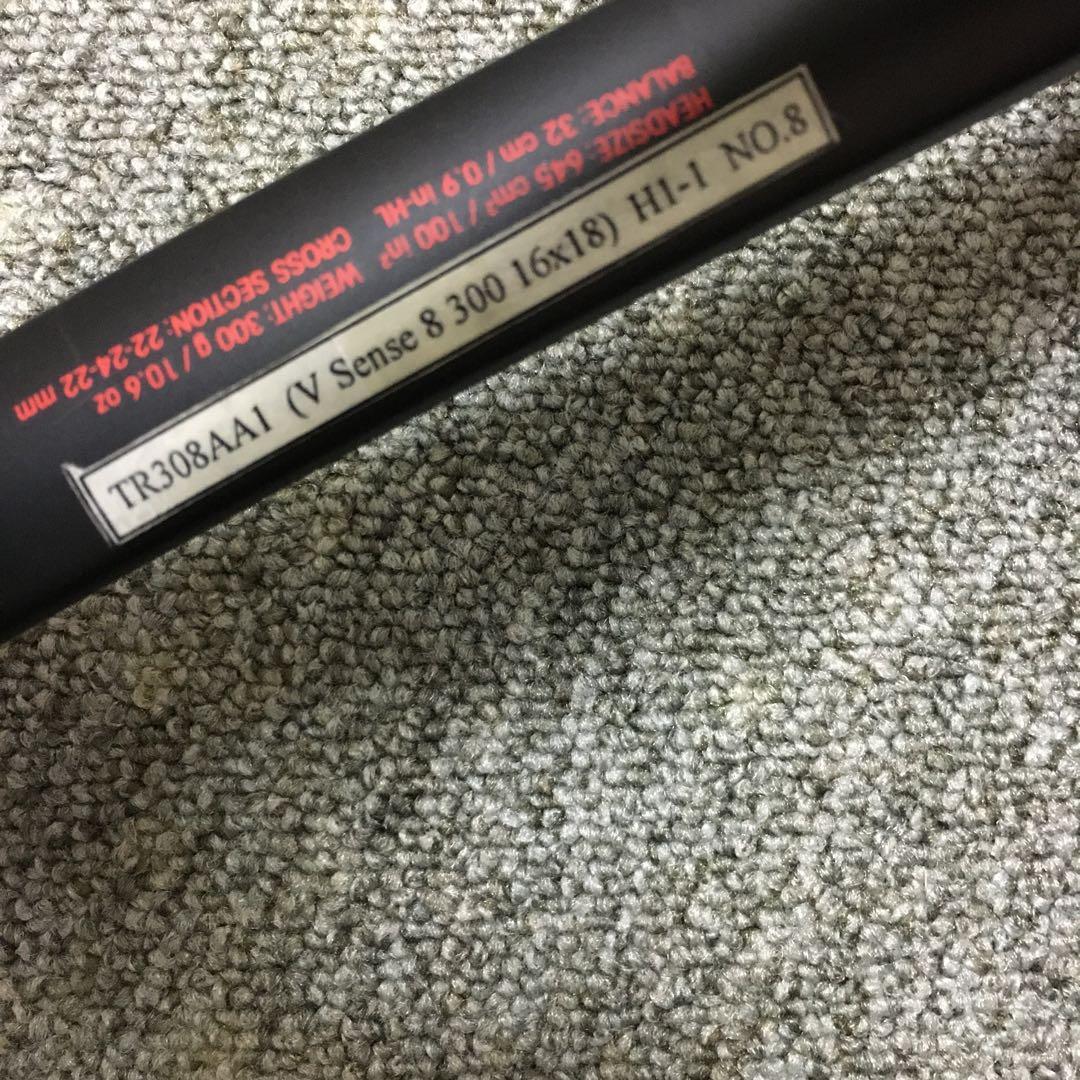 TR308AA1 (V Sense 8 300 16x18) HI-1 NO.8
HEADSIZE: 645 cm² / 100 in² WEIGHT: 300 g / 10.6 oz
BALANCE: 32 cm / 0.9 in-HL CROSS SECTION: 22-24-22 mm